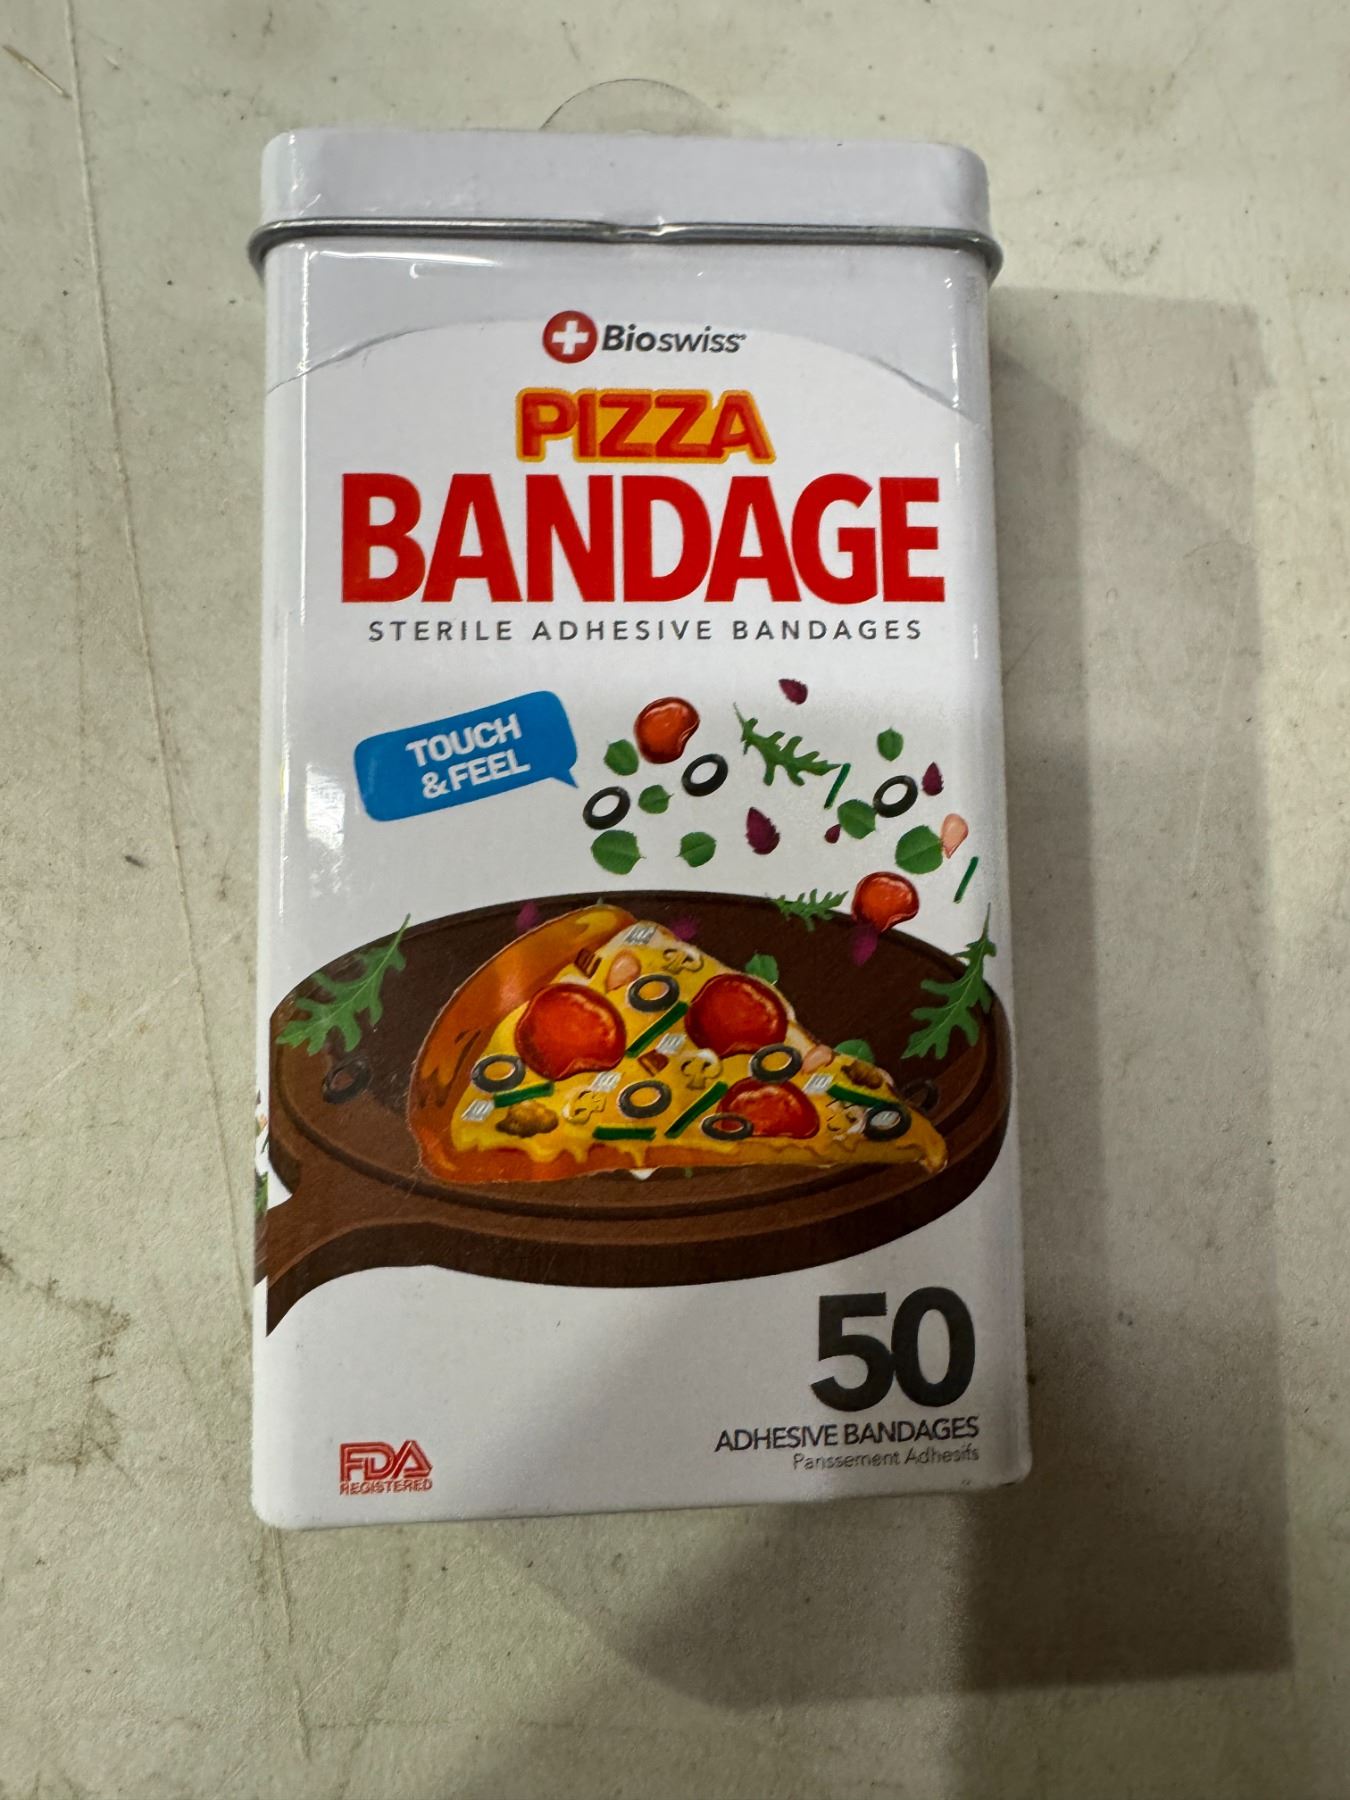 Bioswiss
PIZZA
BANDAGE
STERILE ADHESIVE BANDAGES
TOUCH
& FEEL
50
ADHESIVE BANDAGES
Panssement Adhesifs
FDA
REGISTERED